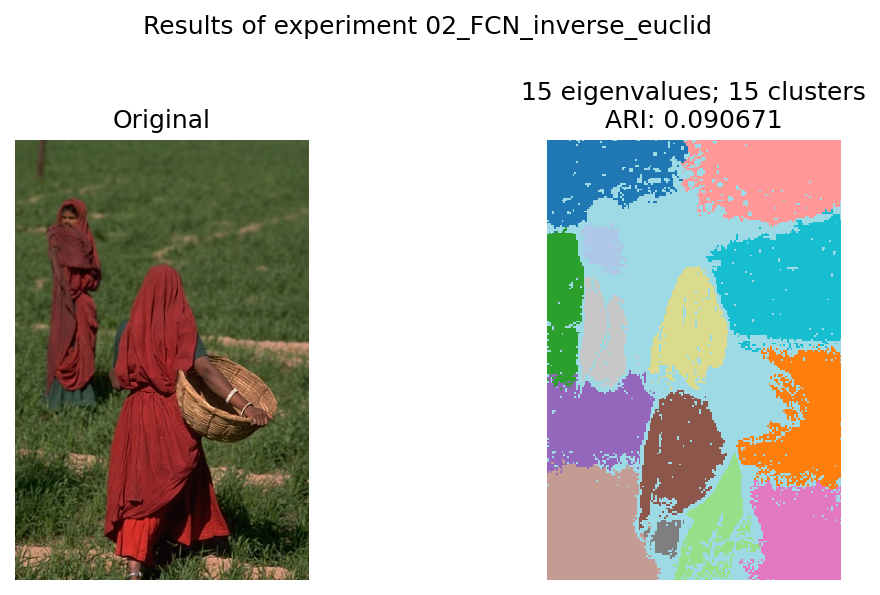 Results of experiment 02_FCN_inverse_euclid
Original
15 eigenvalues; 15 clusters
ARI: 0.090671